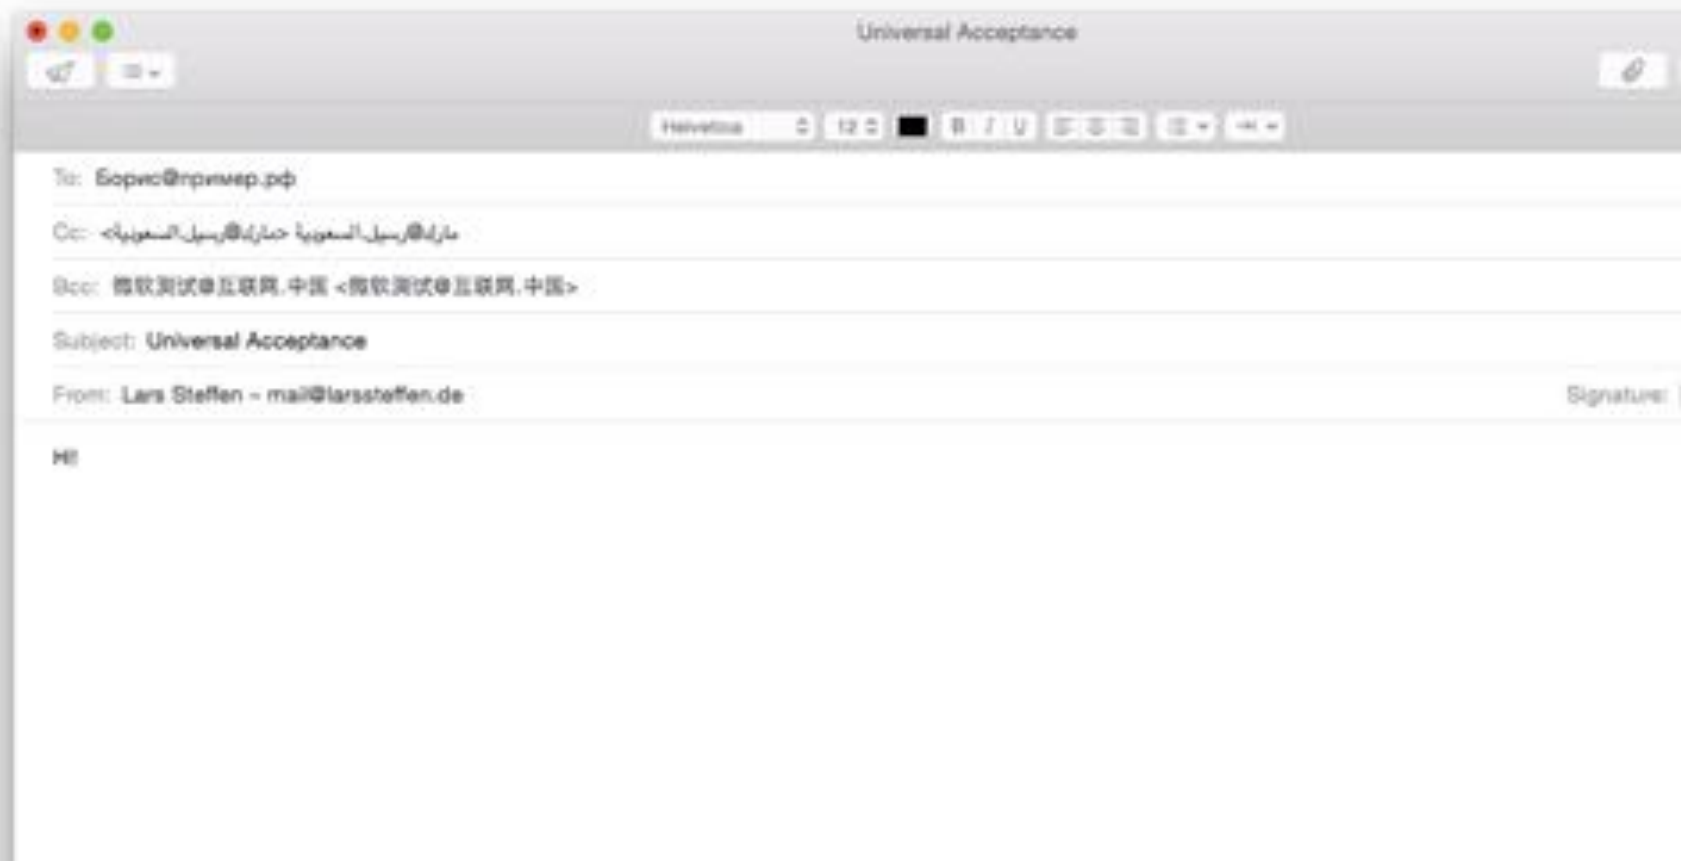 Universal Acceptance
Helvetica 12 B I U
To: Борис@пример.рф
Cc: مارك@رسيل.السعودية <مارك@رسيل.السعودية>
Bcc: 微软测试@互联网.中国 <微软测试@互联网.中国>
Subject: Universal Acceptance
From: Lars Steffen – mail@larssteffen.de
Signature:
Hi!